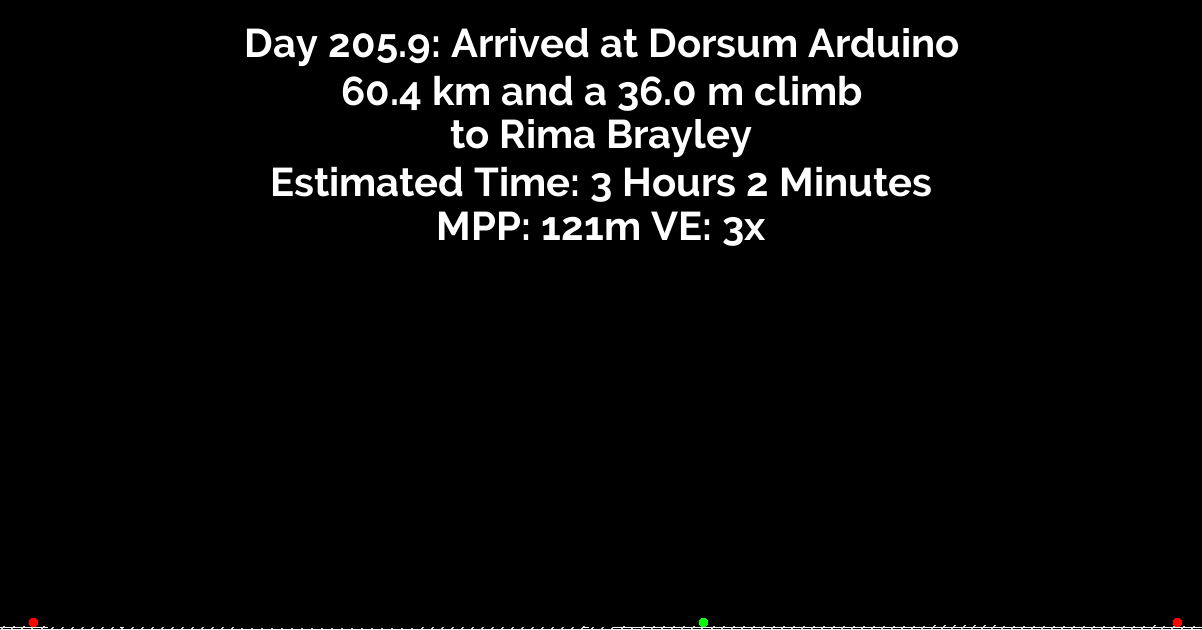 Day 205.9: Arrived at Dorsum Arduino
60.4 km and a 36.0 m climb
to Rima Brayley
Estimated Time: 3 Hours 2 Minutes
MPP: 121m VE: 3x